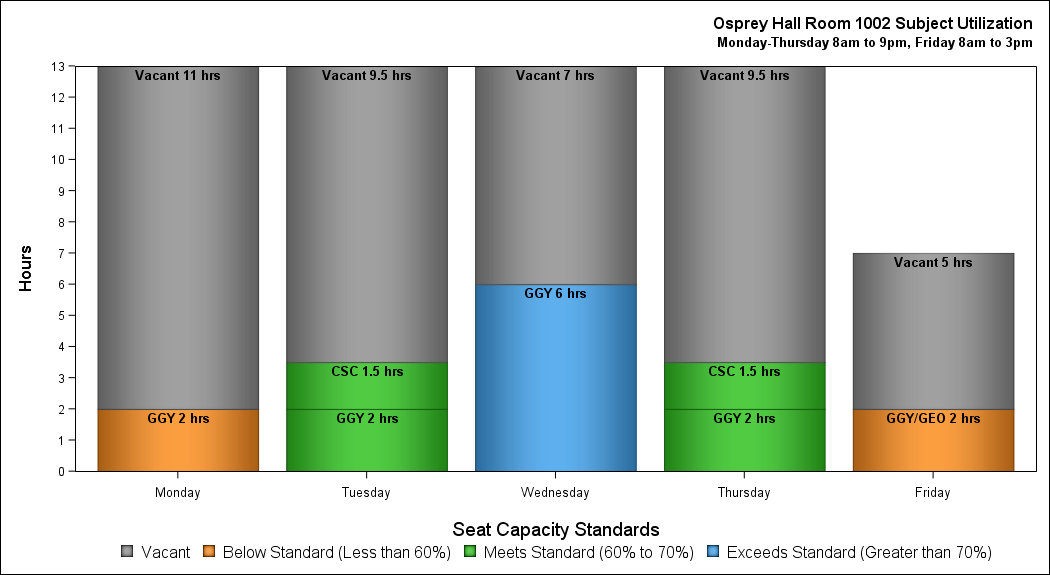 Osprey Hall Room 1002 Subject Utilization
Monday-Thursday 8am to 9pm, Friday 8am to 3pm
Hours
13
12
11
10
9
8
7
6
5
4
3
2
1
0
Vacant 11 hrs
GGY 2 hrs
Vacant 9.5 hrs
CSC 1.5 hrs
GGY 2 hrs
Vacant 7 hrs
GGY 6 hrs
Vacant 9.5 hrs
CSC 1.5 hrs
GGY 2 hrs
Vacant 5 hrs
GGY/GEO 2 hrs
Monday Tuesday Wednesday Thursday Friday
Seat Capacity Standards
Vacant Below Standard (Less than 60%) Meets Standard (60% to 70%) Exceeds Standard (Greater than 70%)